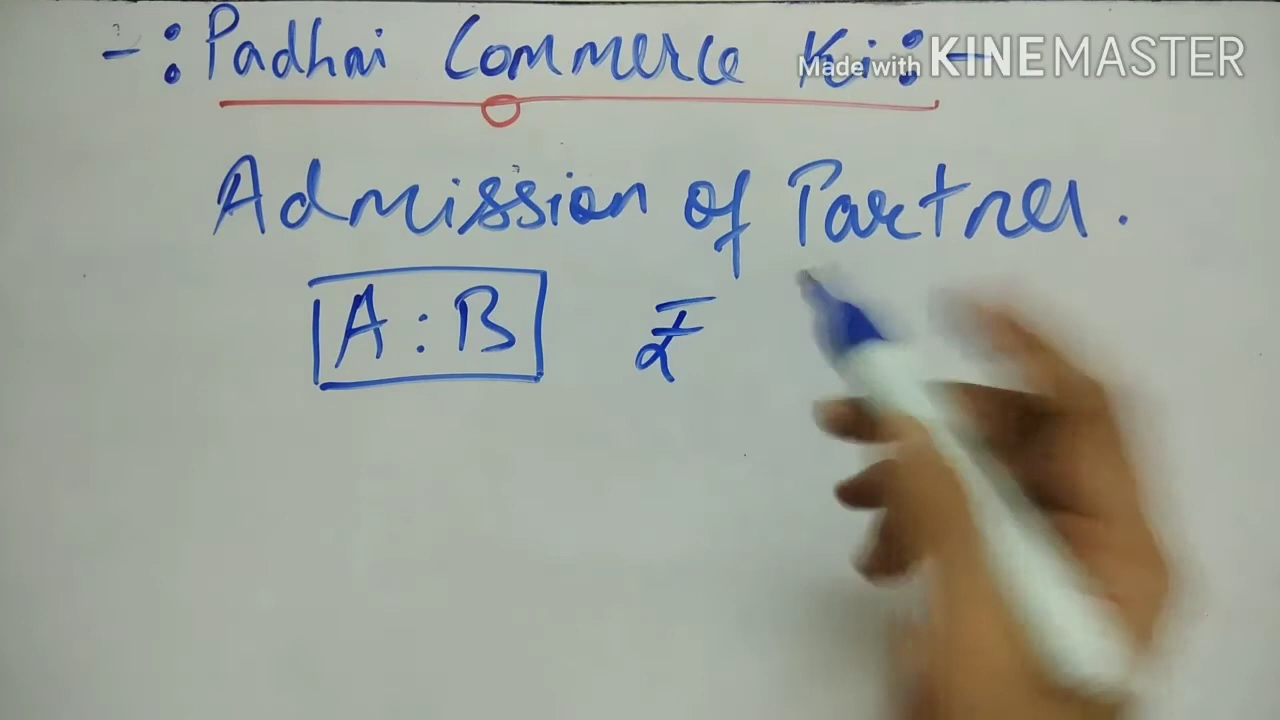 -: Padhai Commerce Ki :-
Made with KINEMASTER
Admission of Partner.
A : B